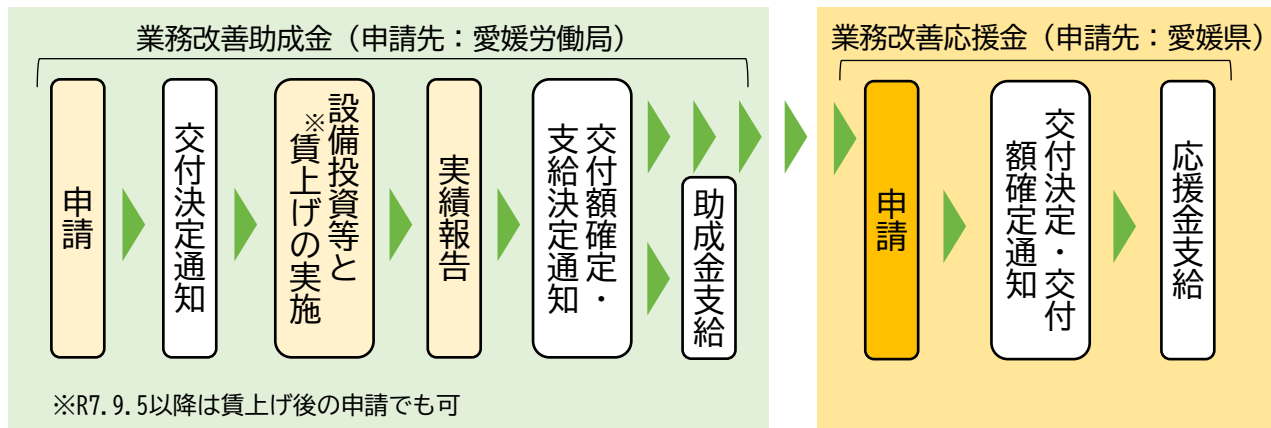 業務改善助成金（申請先：愛媛労働局）
申請
交付決定通知
設備投資等と
※賃上げの実施
実績報告
交付額確定・
支給決定通知
助成金支給
※R7.9.5以降は賃上げ後の申請でも可
業務改善応援金（申請先：愛媛県）
申請
交付決定・交付
額確定通知
応援金支給